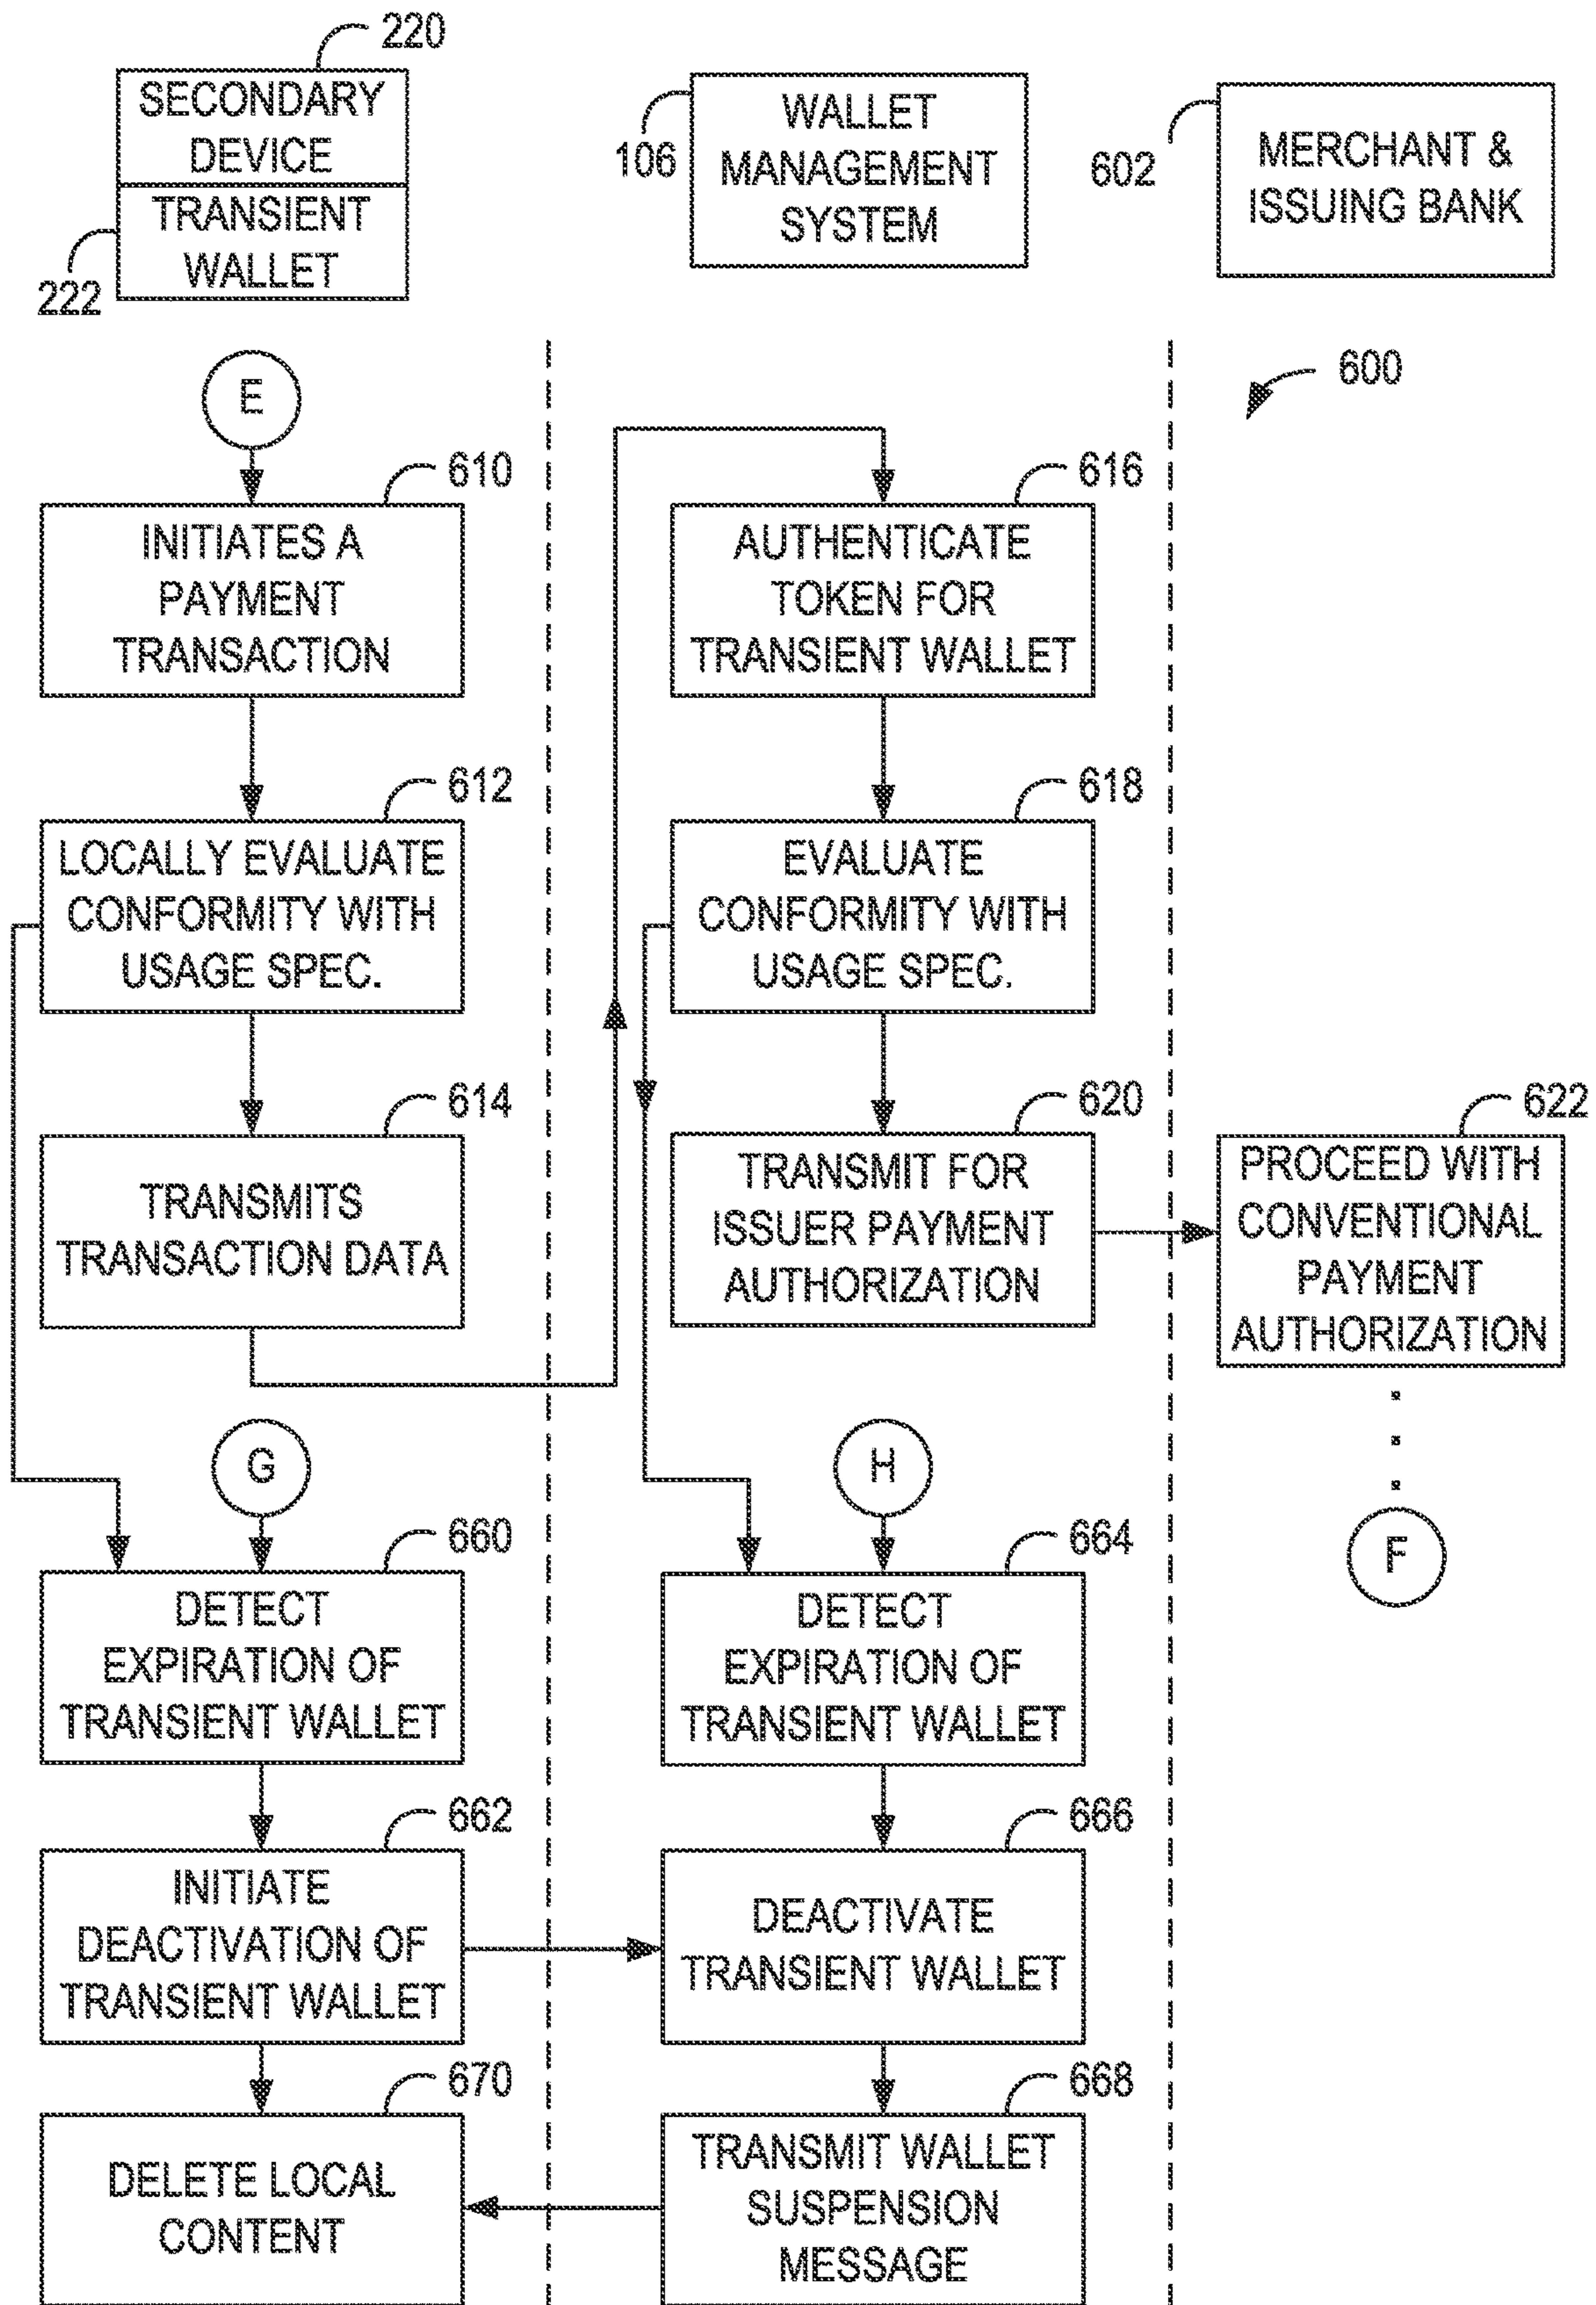 220
SECONDARY
DEVICE
TRANSIENT
WALLET
222
106
WALLET
MANAGEMENT
SYSTEM
602
MERCHANT &
ISSUING BANK
600
E
610
INITIATES A
PAYMENT
TRANSACTION
616
AUTHENTICATE
TOKEN FOR
TRANSIENT WALLET
612
LOCALLY EVALUATE
CONFORMITY WITH
USAGE SPEC.
618
EVALUATE
CONFORMITY WITH
USAGE SPEC.
614
TRANSMITS
TRANSACTION DATA
620
TRANSMIT FOR
ISSUER PAYMENT
AUTHORIZATION
622
PROCEED WITH
CONVENTIONAL
PAYMENT
AUTHORIZATION
G
H
F
660
DETECT
EXPIRATION OF
TRANSIENT WALLET
664
DETECT
EXPIRATION OF
TRANSIENT WALLET
662
INITIATE
DEACTIVATION OF
TRANSIENT WALLET
666
DEACTIVATE
TRANSIENT WALLET
670
DELETE LOCAL
CONTENT
668
TRANSMIT WALLET
SUSPENSION
MESSAGE